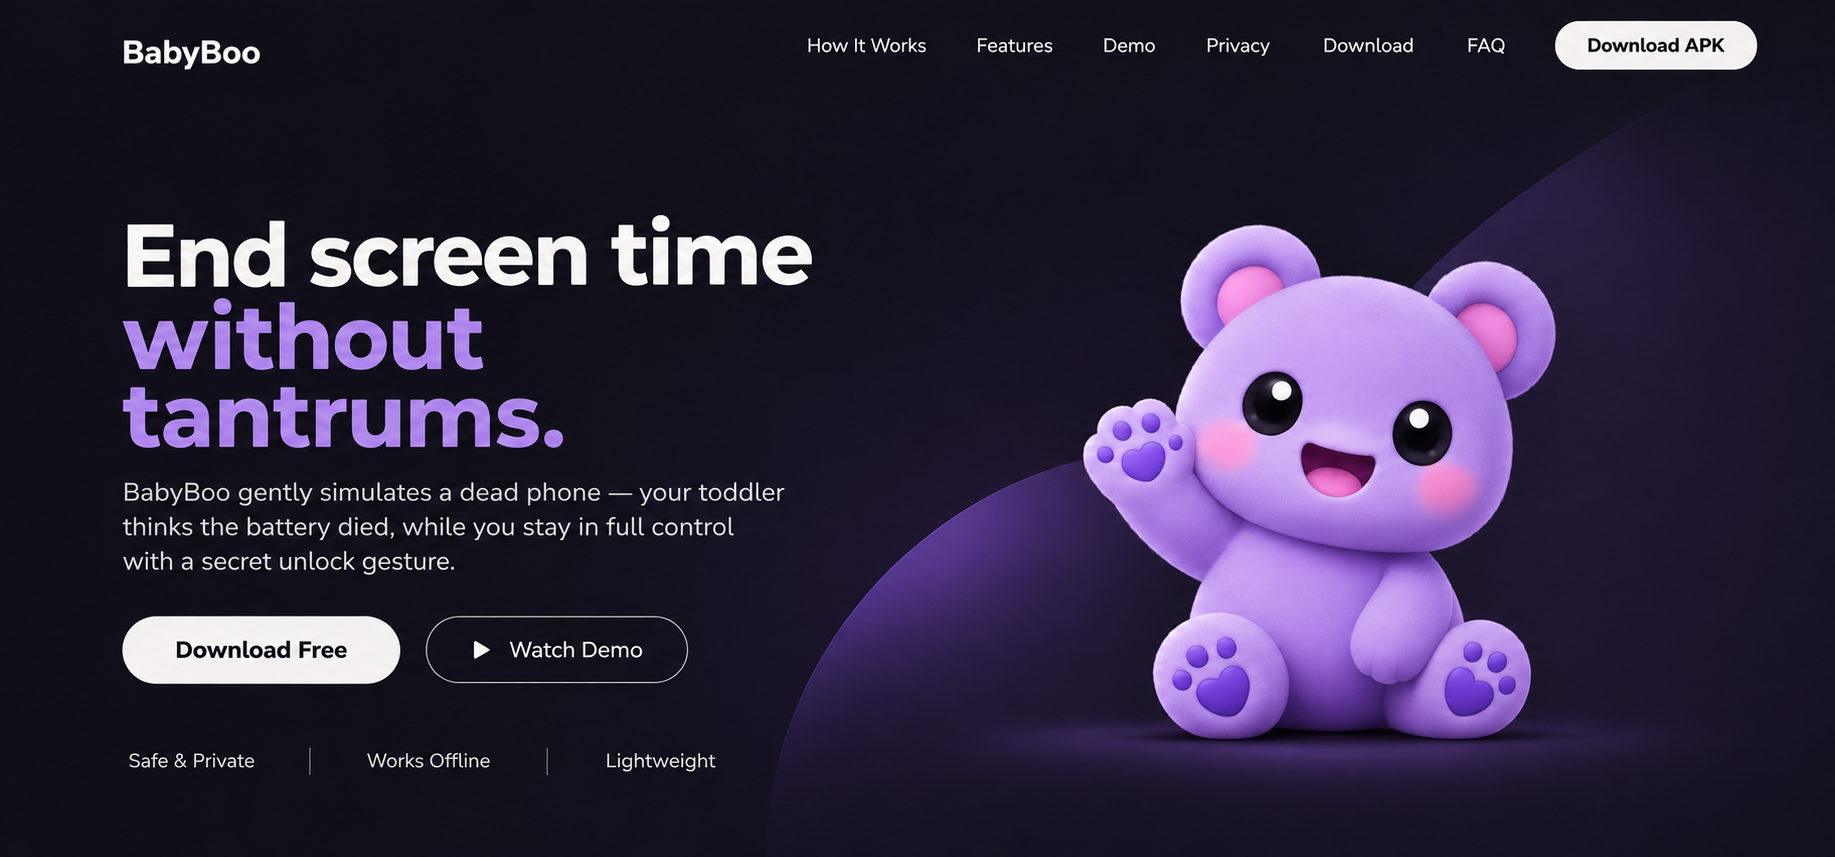 BabyBoo
How It Works
Features
Demo
Privacy
Download
FAQ
Download APK
End screen time
without
tantrums.
BabyBoo gently simulates a dead phone — your toddler
thinks the battery died, while you stay in full control
with a secret unlock gesture.
Download Free
Watch Demo
Safe & Private
Works Offline
Lightweight